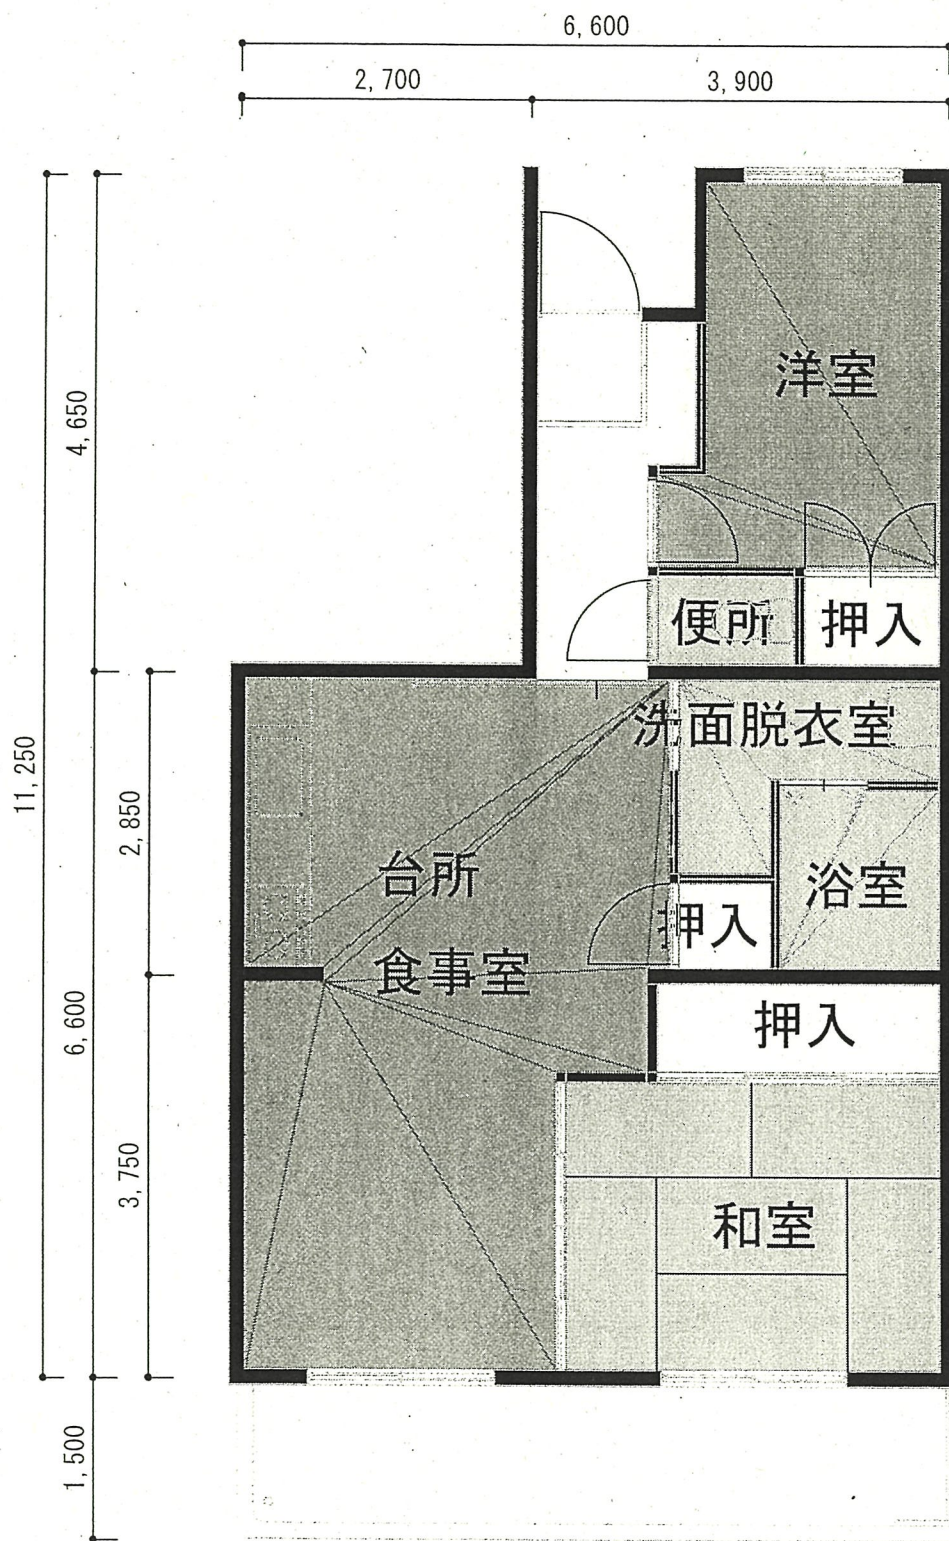 6,600
2,700
3,900
4,650
11,250
2,850
6,600
3,750
1,500
洋室
便所
押入
洗面脱衣室
台所
浴室
押入
食事室
押入
和室